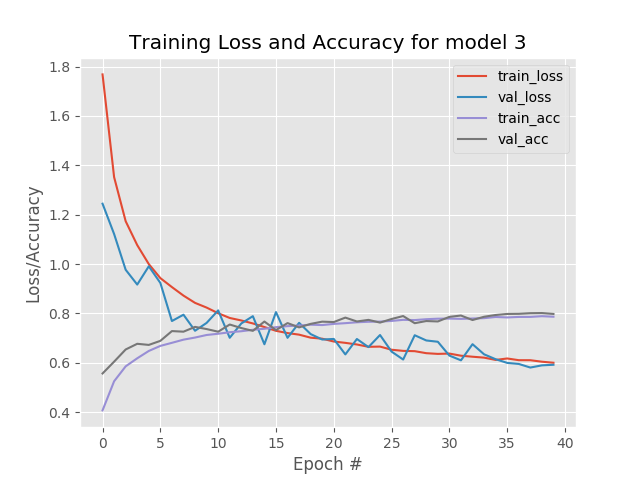 Training Loss and Accuracy for model 3
train_loss
val_loss
train_acc
val_acc
Loss/Accuracy
1.8
1.6
1.4
1.2
1.0
0.8
0.6
0.4
0 5 10 15 20 25 30 35 40
Epoch #